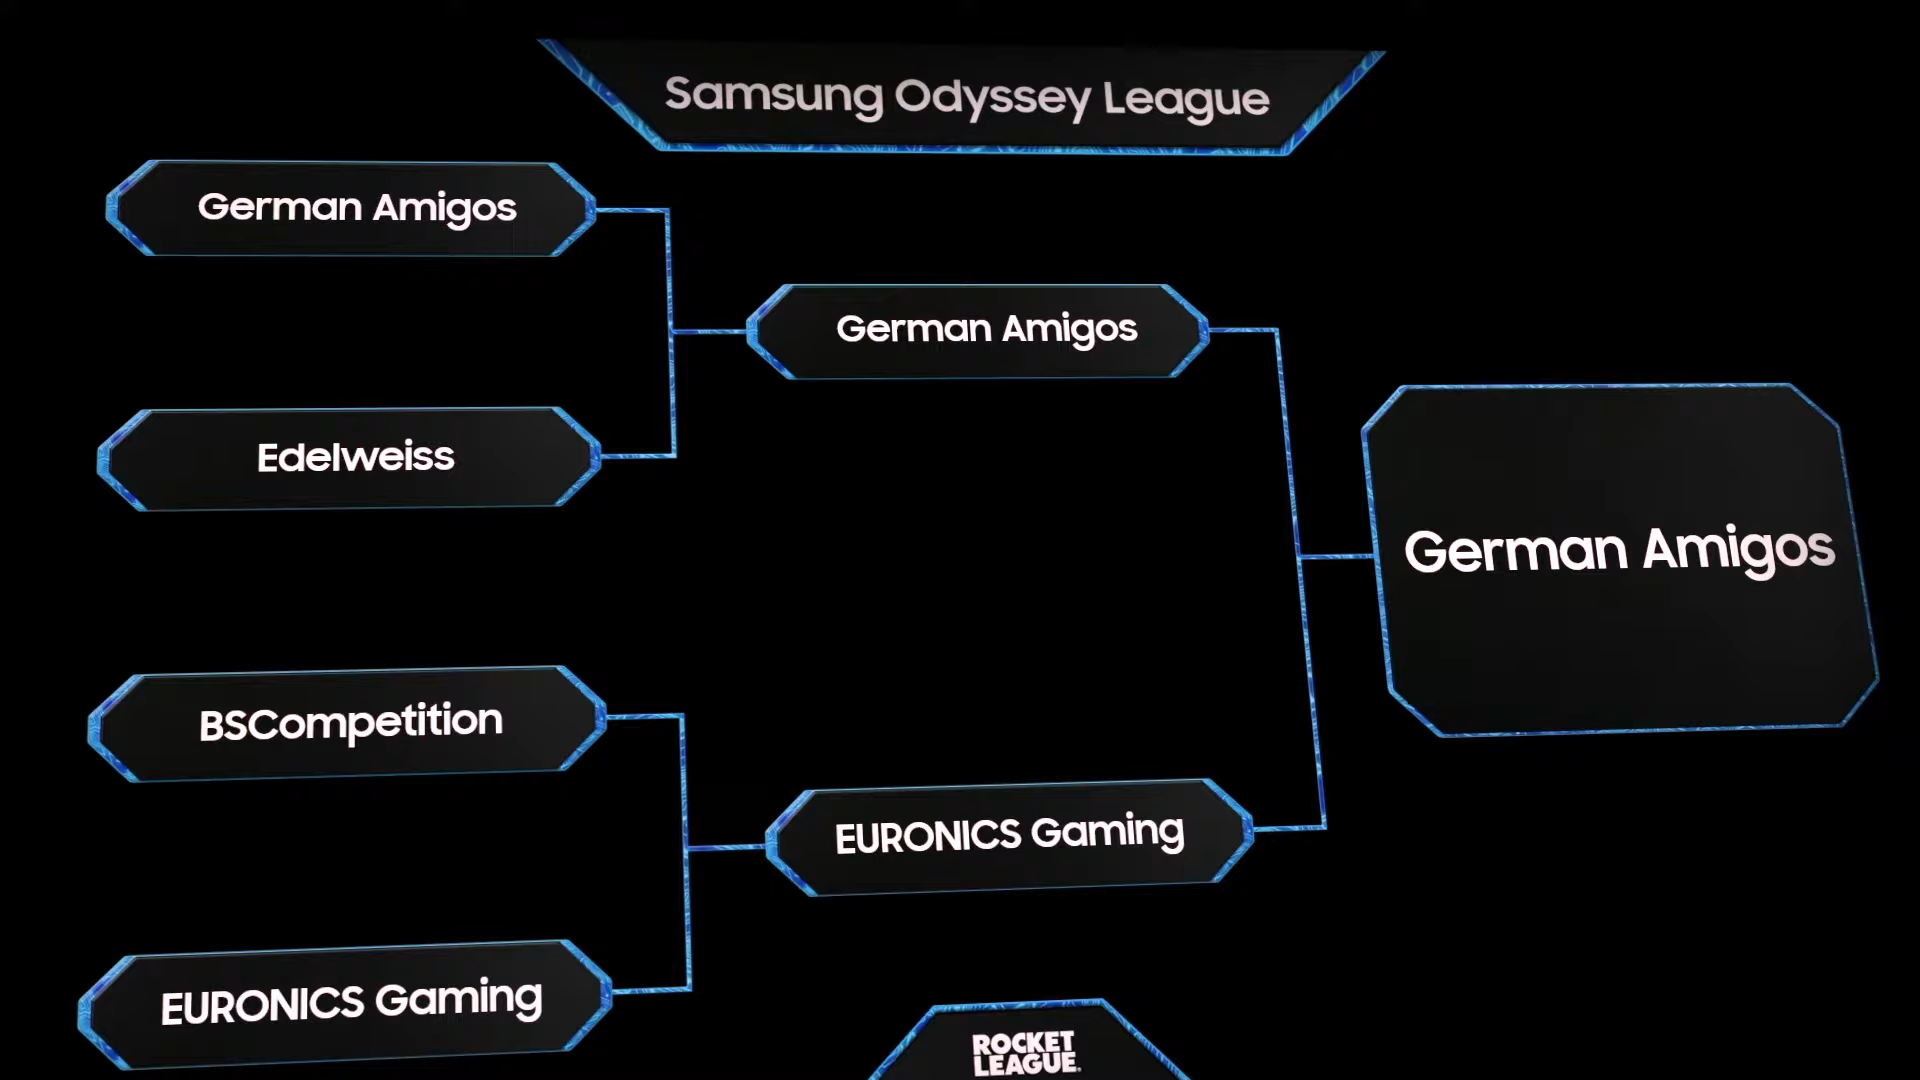 Samsung Odyssey League
German Amigos
German Amigos
Edelweiss
German Amigos
BSCompetition
EURONICS Gaming
EURONICS Gaming
ROCKET
LEAGUE